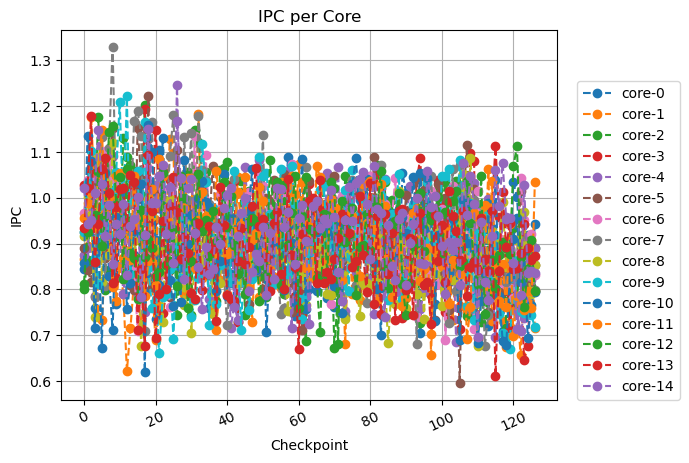 IPC per Core
IPC
1.3
1.2
1.1
1.0
0.9
0.8
0.7
0.6
0
20
40
60
80
100
120
Checkpoint
core-0
core-1
core-2
core-3
core-4
core-5
core-6
core-7
core-8
core-9
core-10
core-11
core-12
core-13
core-14